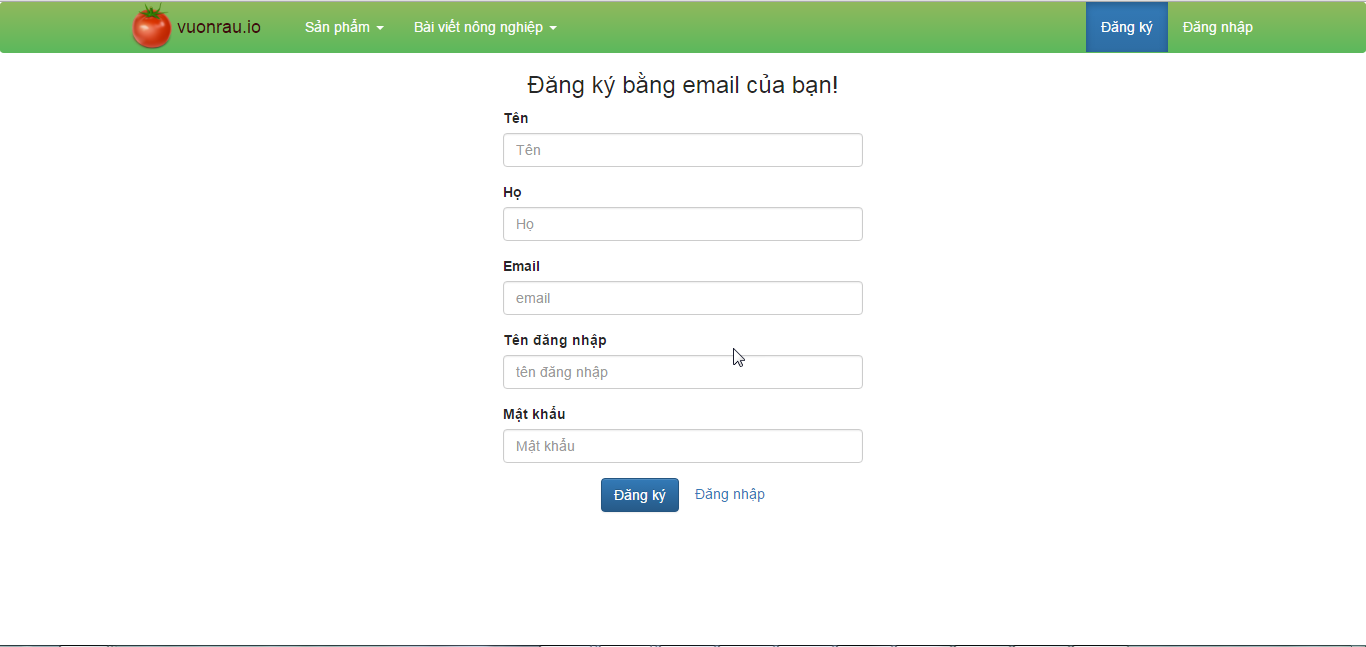 vuonrau.io Sản phẩm Bài viết nông nghiệp Đăng ký Đăng nhập
Đăng ký bằng email của bạn!
Tên
Tên
Họ
Họ
Email
email
Tên đăng nhập
tên đăng nhập
Mật khẩu
Mật khẩu
Đăng ký Đăng nhập